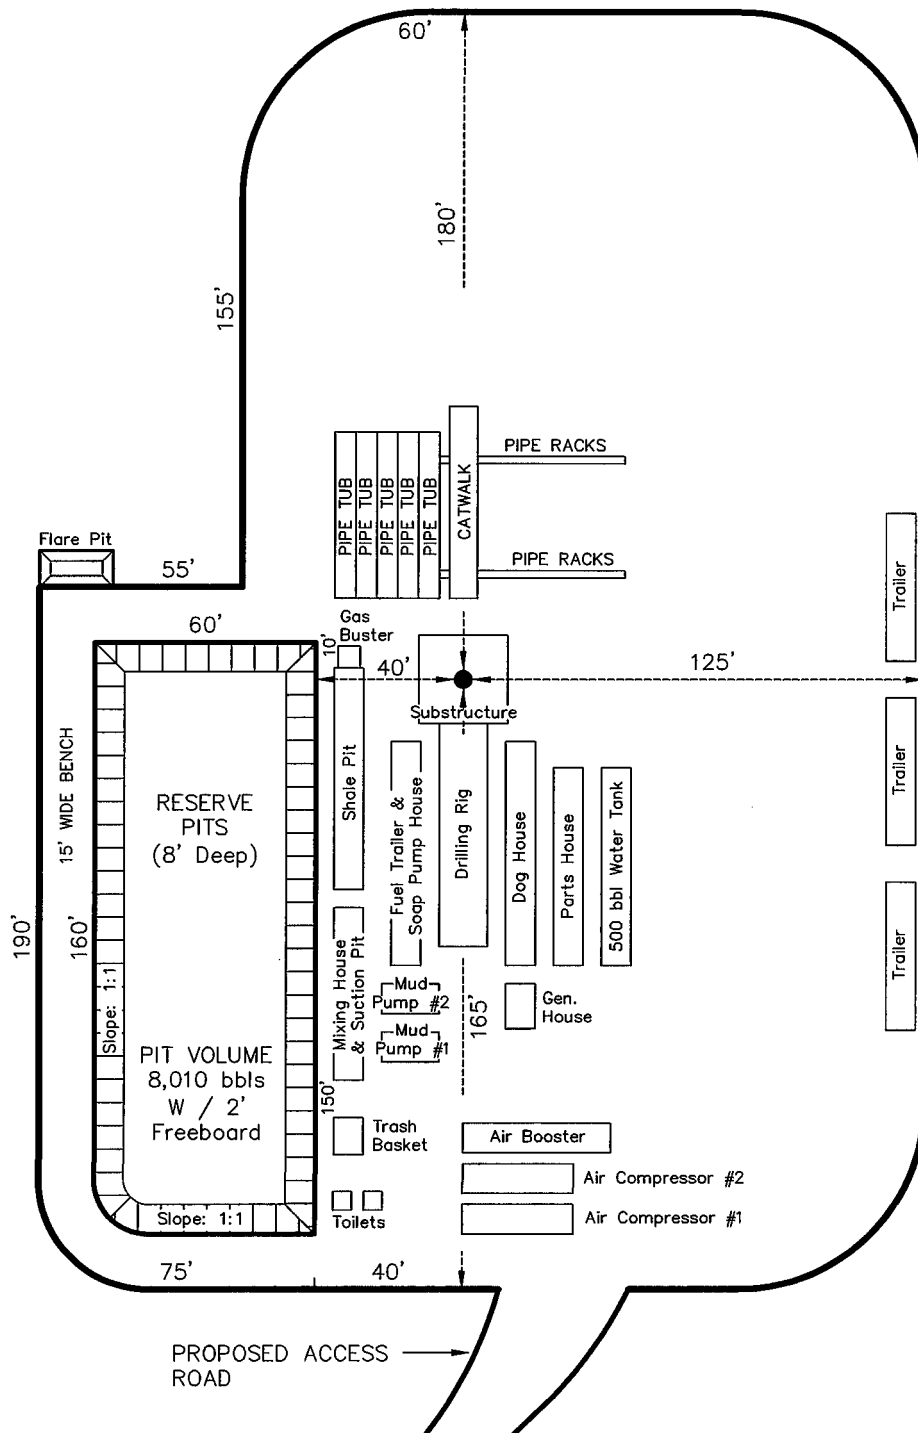 60'
180'
155'
PIPE TUB
PIPE TUB
PIPE TUB
PIPE TUB
PIPE TUB
CATWALK
PIPE RACKS
PIPE RACKS
Flare Pit
55'
Trailer
60'
Gas
Buster
10'
40'
125'
Substructure
15' WIDE BENCH
RESERVE
PITS
(8' Deep)
Shale Pit
Fuel Trailer &
Soap Pump House
Drilling Rig
Dog House
Parts House
500 bbl Water Tank
Trailer
190'
160'
Slope: 1:1
Mixing House
& Suction Pit
Mud
Pump #2
Mud
Pump #1
165'
Gen.
House
Trailer
PIT VOLUME
8,010 bbls
W / 2'
Freeboard
150'
Trash
Basket
Air Booster
Air Compressor #2
Slope: 1:1
Toilets
Air Compressor #1
75'
40'
PROPOSED ACCESS
ROAD